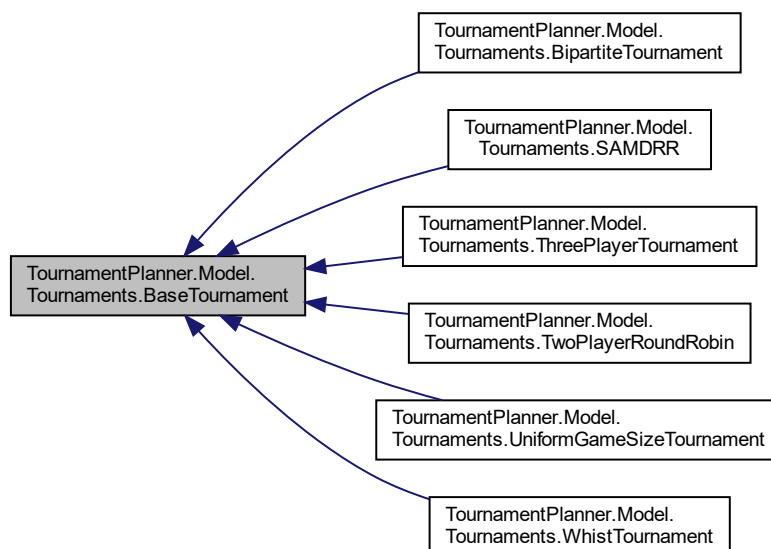 TournamentPlanner.Model.
Tournaments.BipartiteTournament
TournamentPlanner.Model.
Tournaments.SAMDRR
TournamentPlanner.Model.
Tournaments.ThreePlayerTournament
TournamentPlanner.Model.
Tournaments.BaseTournament
TournamentPlanner.Model.
Tournaments.TwoPlayerRoundRobin
TournamentPlanner.Model.
Tournaments.UniformGameSizeTournament
TournamentPlanner.Model.
Tournaments.WhistTournament